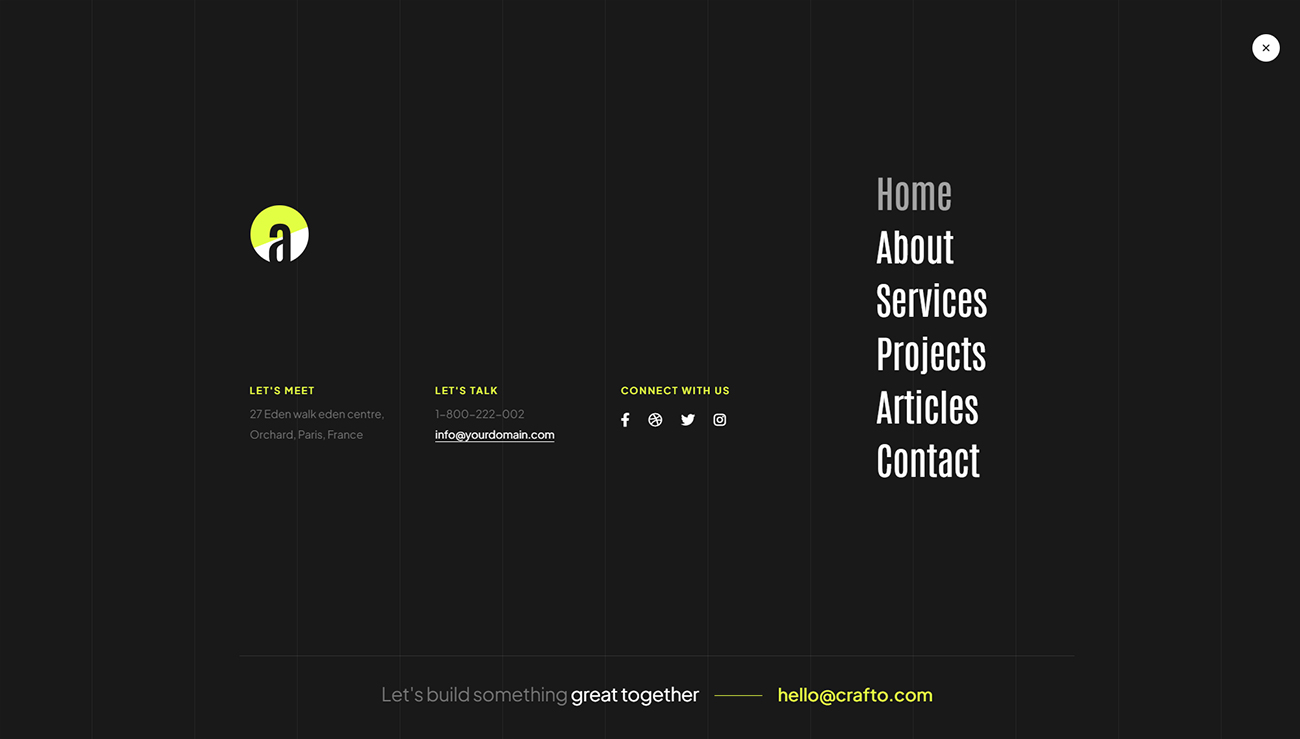 a
LET'S MEET
27 Eden walk eden centre,
Orchard, Paris, France
LET'S TALK
1-800-222-002
info@yourdomain.com
CONNECT WITH US
Home
About
Services
Projects
Articles
Contact
Let's build something great together
hello@crafto.com